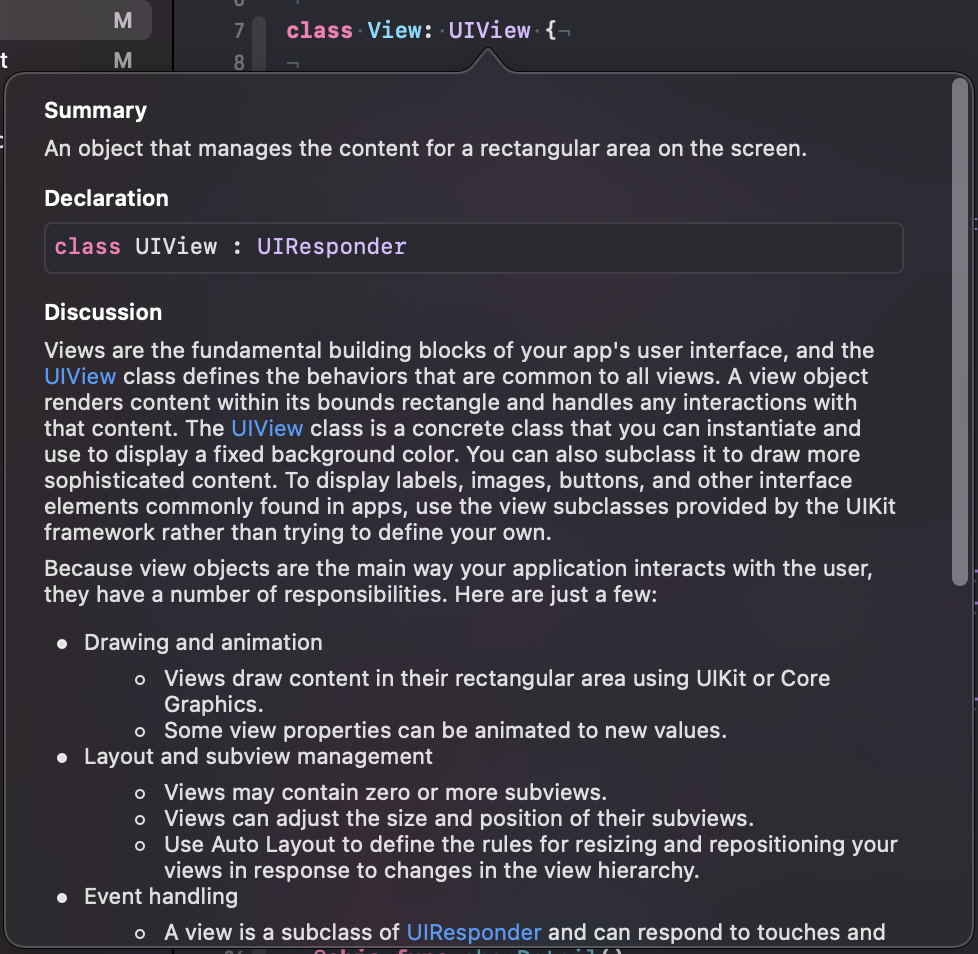 M
7 class View: UIView {
t M 8
Summary
An object that manages the content for a rectangular area on the screen.
Declaration
class UIView : UIResponder
Discussion
Views are the fundamental building blocks of your app's user interface, and the
UIView class defines the behaviors that are common to all views. A view object
renders content within its bounds rectangle and handles any interactions with
that content. The UIView class is a concrete class that you can instantiate and
use to display a fixed background color. You can also subclass it to draw more
sophisticated content. To display labels, images, buttons, and other interface
elements commonly found in apps, use the view subclasses provided by the UIKit
framework rather than trying to define your own.
Because view objects are the main way your application interacts with the user,
they have a number of responsibilities. Here are just a few:
• Drawing and animation
◦ Views draw content in their rectangular area using UIKit or Core
Graphics.
◦ Some view properties can be animated to new values.
• Layout and subview management
◦ Views may contain zero or more subviews.
◦ Views can adjust the size and position of their subviews.
◦ Use Auto Layout to define the rules for resizing and repositioning your
views in response to changes in the view hierarchy.
• Event handling
◦ A view is a subclass of UIResponder and can respond to touches and